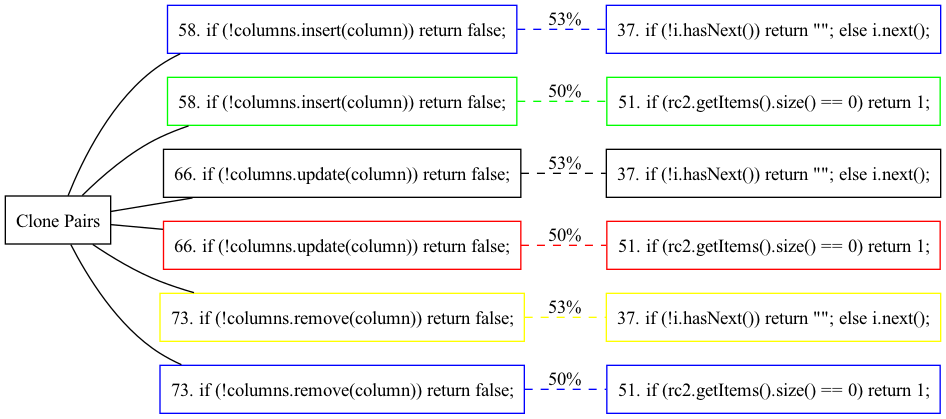 58. if (!columns.insert(column)) return false;
53%
37. if (!i.hasNext()) return ""; else i.next();
58. if (!columns.insert(column)) return false;
50%
51. if (rc2.getItems().size() == 0) return 1;
66. if (!columns.update(column)) return false;
53%
37. if (!i.hasNext()) return ""; else i.next();
Clone Pairs
66. if (!columns.update(column)) return false;
50%
51. if (rc2.getItems().size() == 0) return 1;
73. if (!columns.remove(column)) return false;
53%
37. if (!i.hasNext()) return ""; else i.next();
73. if (!columns.remove(column)) return false;
50%
51. if (rc2.getItems().size() == 0) return 1;